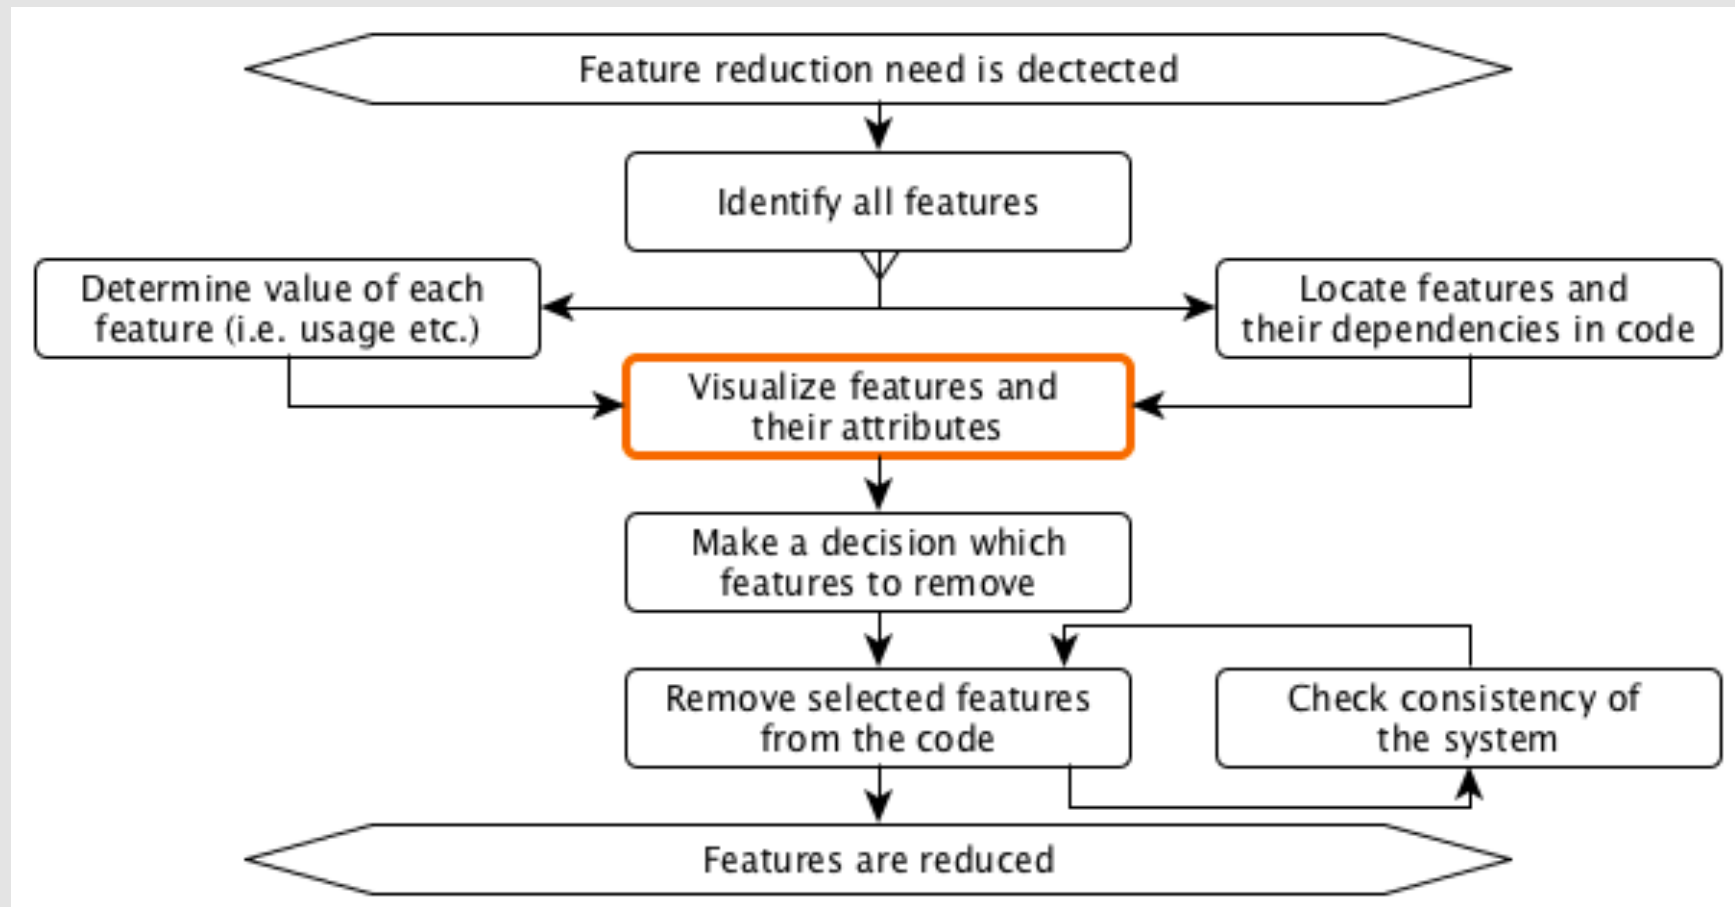 Feature reduction need is dectected
Identify all features
Determine value of each
feature (i.e. usage etc.)
Locate features and
their dependencies in code
Visualize features and
their attributes
Make a decision which
features to remove
Remove selected features
from the code
Check consistency of
the system
Features are reduced